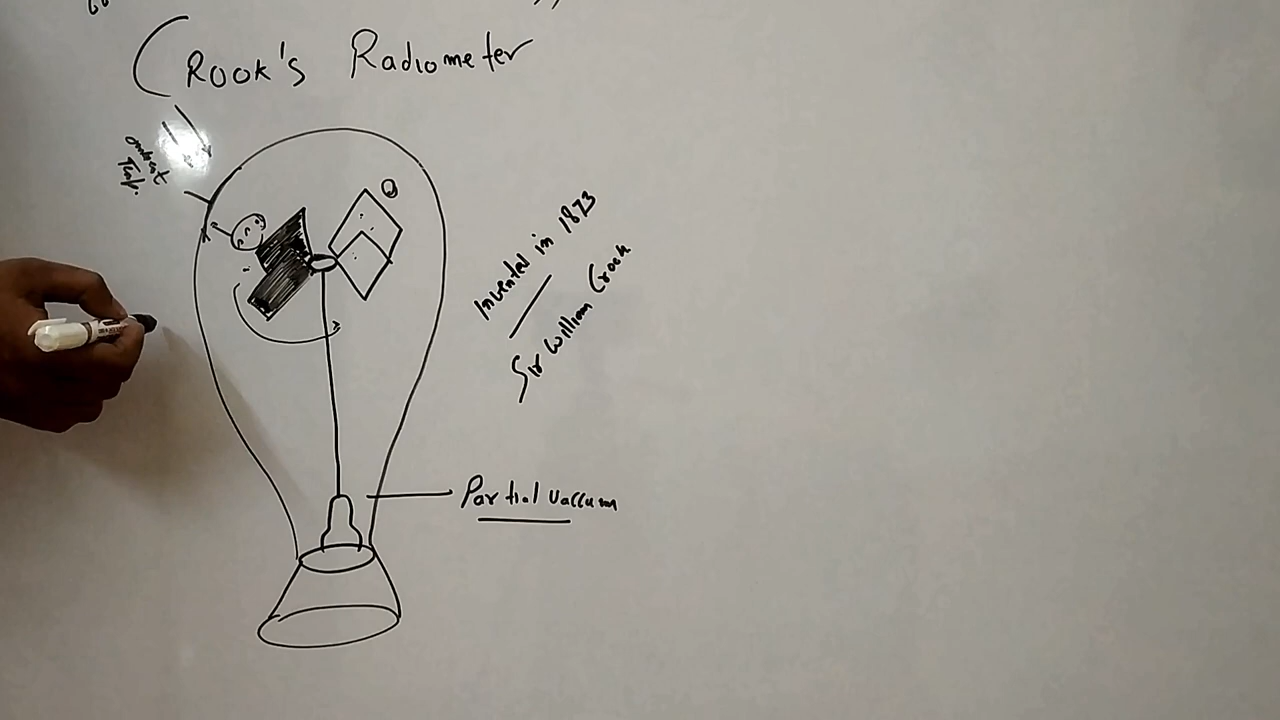 Crook's Radiometer
Invented in 1873
Sir William Crook
Partial Vaccum